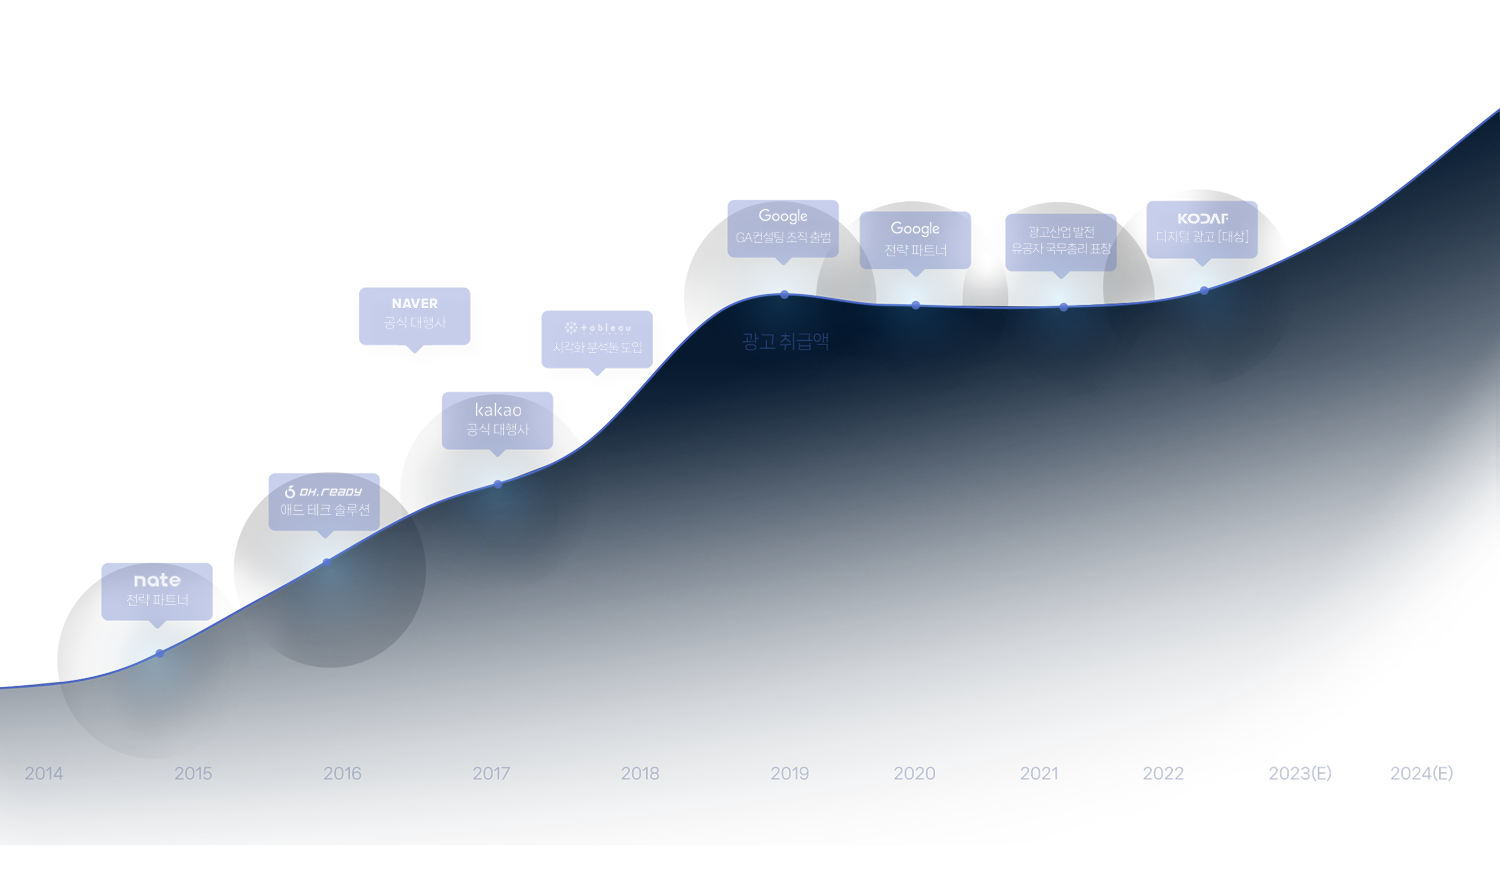 Google
GA컨설팅 조직 출범
Google
전략 파트너
광고산업 발전
유공자 국무총리 표창
KODAF
디지털 광고 [대상]
NAVER
공식 대행사
tableau
시각화 분석툴 도입
광고 취급액
kakao
공식 대행사
OH.READY
애드 테크 솔루션
nate
전략 파트너
2014
2015
2016
2017
2018
2019
2020
2021
2022
2023(E)
2024(E)